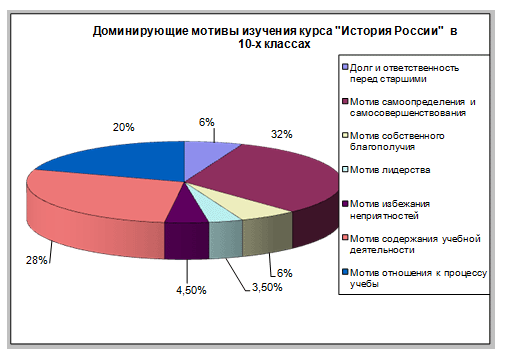 Доминирующие мотивы изучения курса "История России" в
10-х классах
6%
32%
20%
28%
4,50%
3,50%
6%
Долг и ответственность
перед старшими
Мотив самоопределения и
самосовершенствования
Мотив собственного
благополучия
Мотив лидерства
Мотив избежания
неприятностей
Мотив содержания учебной
деятельности
Мотив отношения к процессу
учебы